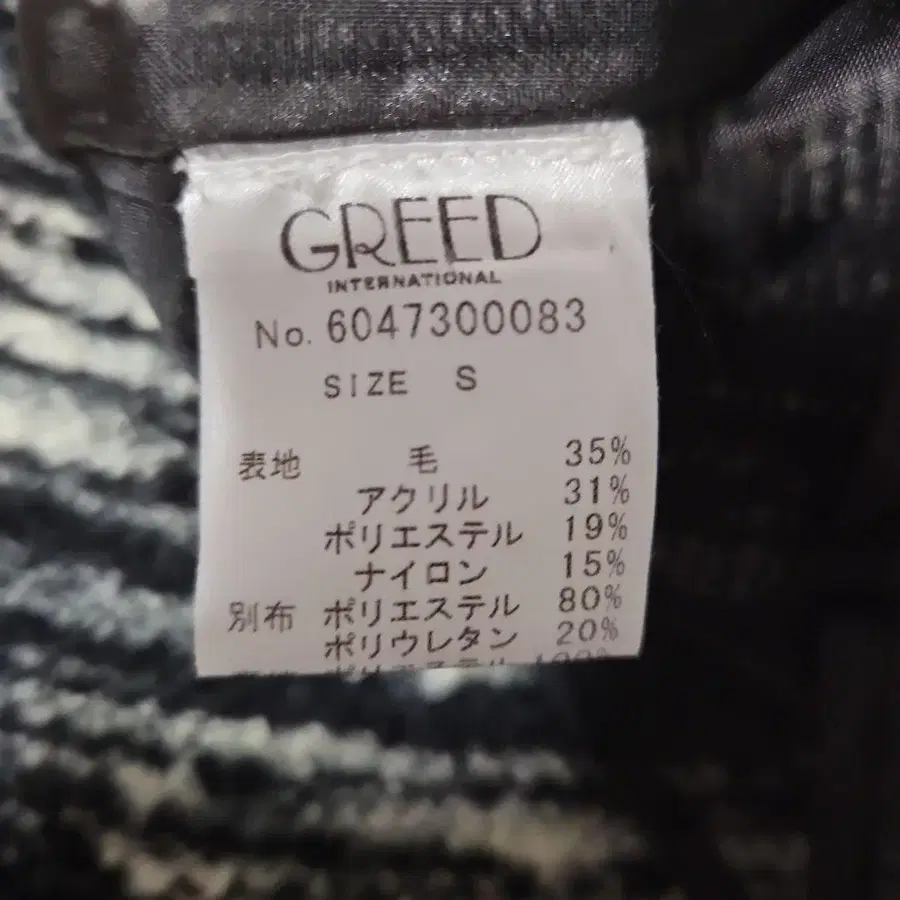 GREED
INTERNATIONAL
No. 6047300083
SIZE S
表地 毛 35%
アクリル 31%
ポリエステル 19%
ナイロン 15%
別布 ポリエステル 80%
ポリウレタン 20%